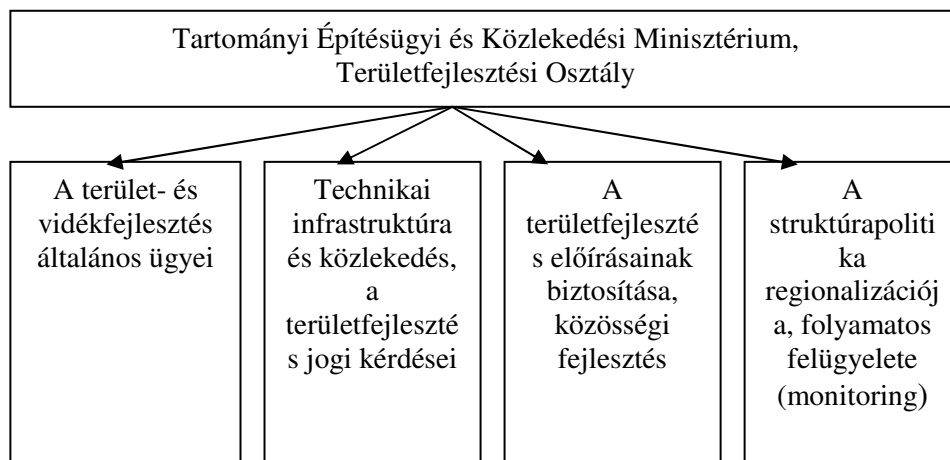 Tartományi Építésügyi és Közlekedési Minisztérium,
Területfejlesztési Osztály
A terület- és
vidékfejlesztés
általános ügyei
Technikai
infrastruktúra
és közlekedés,
a
területfejleszté
s jogi kérdései
A
területfejleszté
s előírásainak
biztosítása,
közösségi
fejlesztés
A
struktúrapoliti
ka
regionalizációj
a, folyamatos
felügyelete
(monitoring)